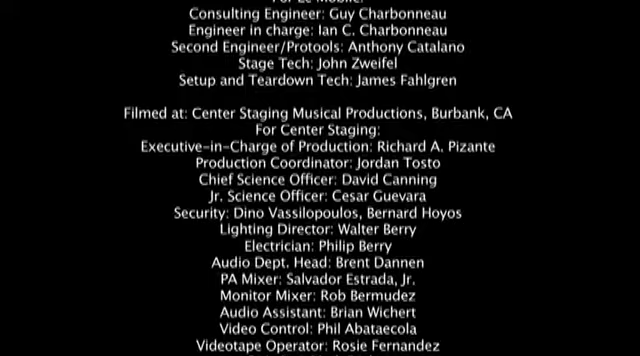 For Le Mobile:
Consulting Engineer: Guy Charbonneau
Engineer in charge: Ian C. Charbonneau
Second Engineer/Protools: Anthony Catalano
Stage Tech: John Zweifel
Setup and Teardown Tech: James Fahlgren
Filmed at: Center Staging Musical Productions, Burbank, CA
For Center Staging:
Executive-in-Charge of Production: Richard A. Pizante
Production Coordinator: Jordan Tosto
Chief Science Officer: David Canning
Jr. Science Officer: Cesar Guevara
Security: Dino Vassilopoulos, Bernard Hoyos
Lighting Director: Walter Berry
Electrician: Philip Berry
Audio Dept. Head: Brent Dannen
PA Mixer: Salvador Estrada, Jr.
Monitor Mixer: Rob Bermudez
Audio Assistant: Brian Wichert
Video Control: Phil Abataecola
Videotape Operator: Rosie Fernandez